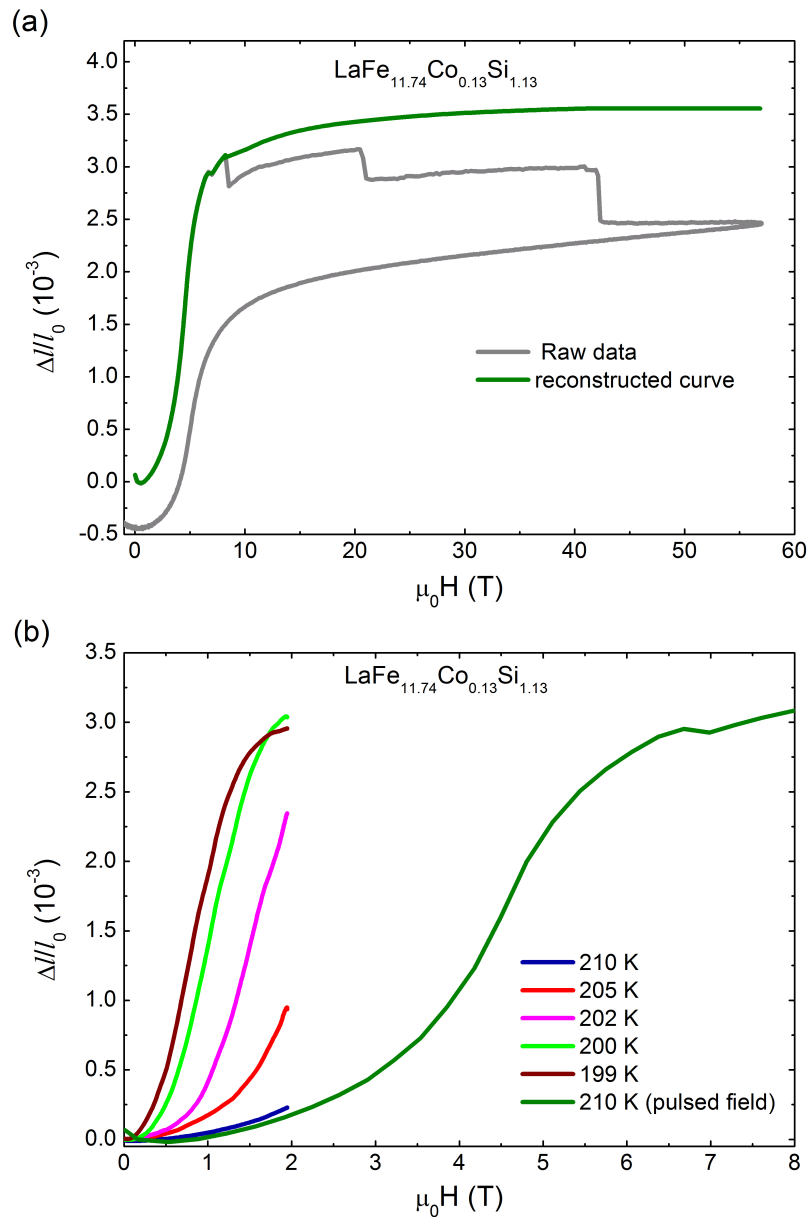 (a)
LaFe11.74Co0.13Si1.13
4.0
3.5
3.0
2.5
2.0
1.5
1.0
0.5
0.0
-0.5
Δl/l0 (10-3)
Raw data
reconstructed curve
0 10 20 30 40 50 60
μ0H (T)
(b)
LaFe11.74Co0.13Si1.13
3.5
3.0
2.5
2.0
1.5
1.0
0.5
0.0
Δl/l0 (10-3)
210 K
205 K
202 K
200 K
199 K
210 K (pulsed field)
0 1 2 3 4 5 6 7 8
μ0H (T)